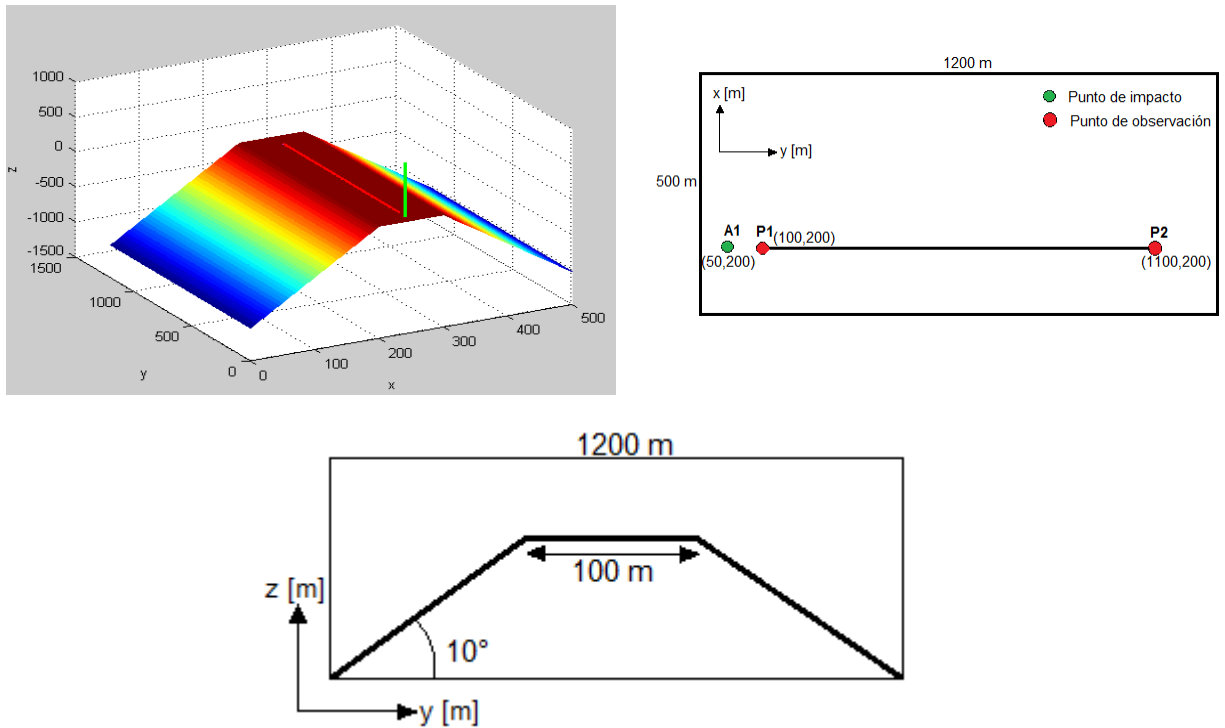 1000
500
0
-500
-1000
-1500
z
1500
1000
500
0
y
0
100
200
300
400
500
x
1200 m
x [m]
y [m]
Punto de impacto
Punto de observación
500 m
A1
P1
(100,200)
(50,200)
P2
(1100,200)
1200 m
100 m
z [m]
10°
y [m]